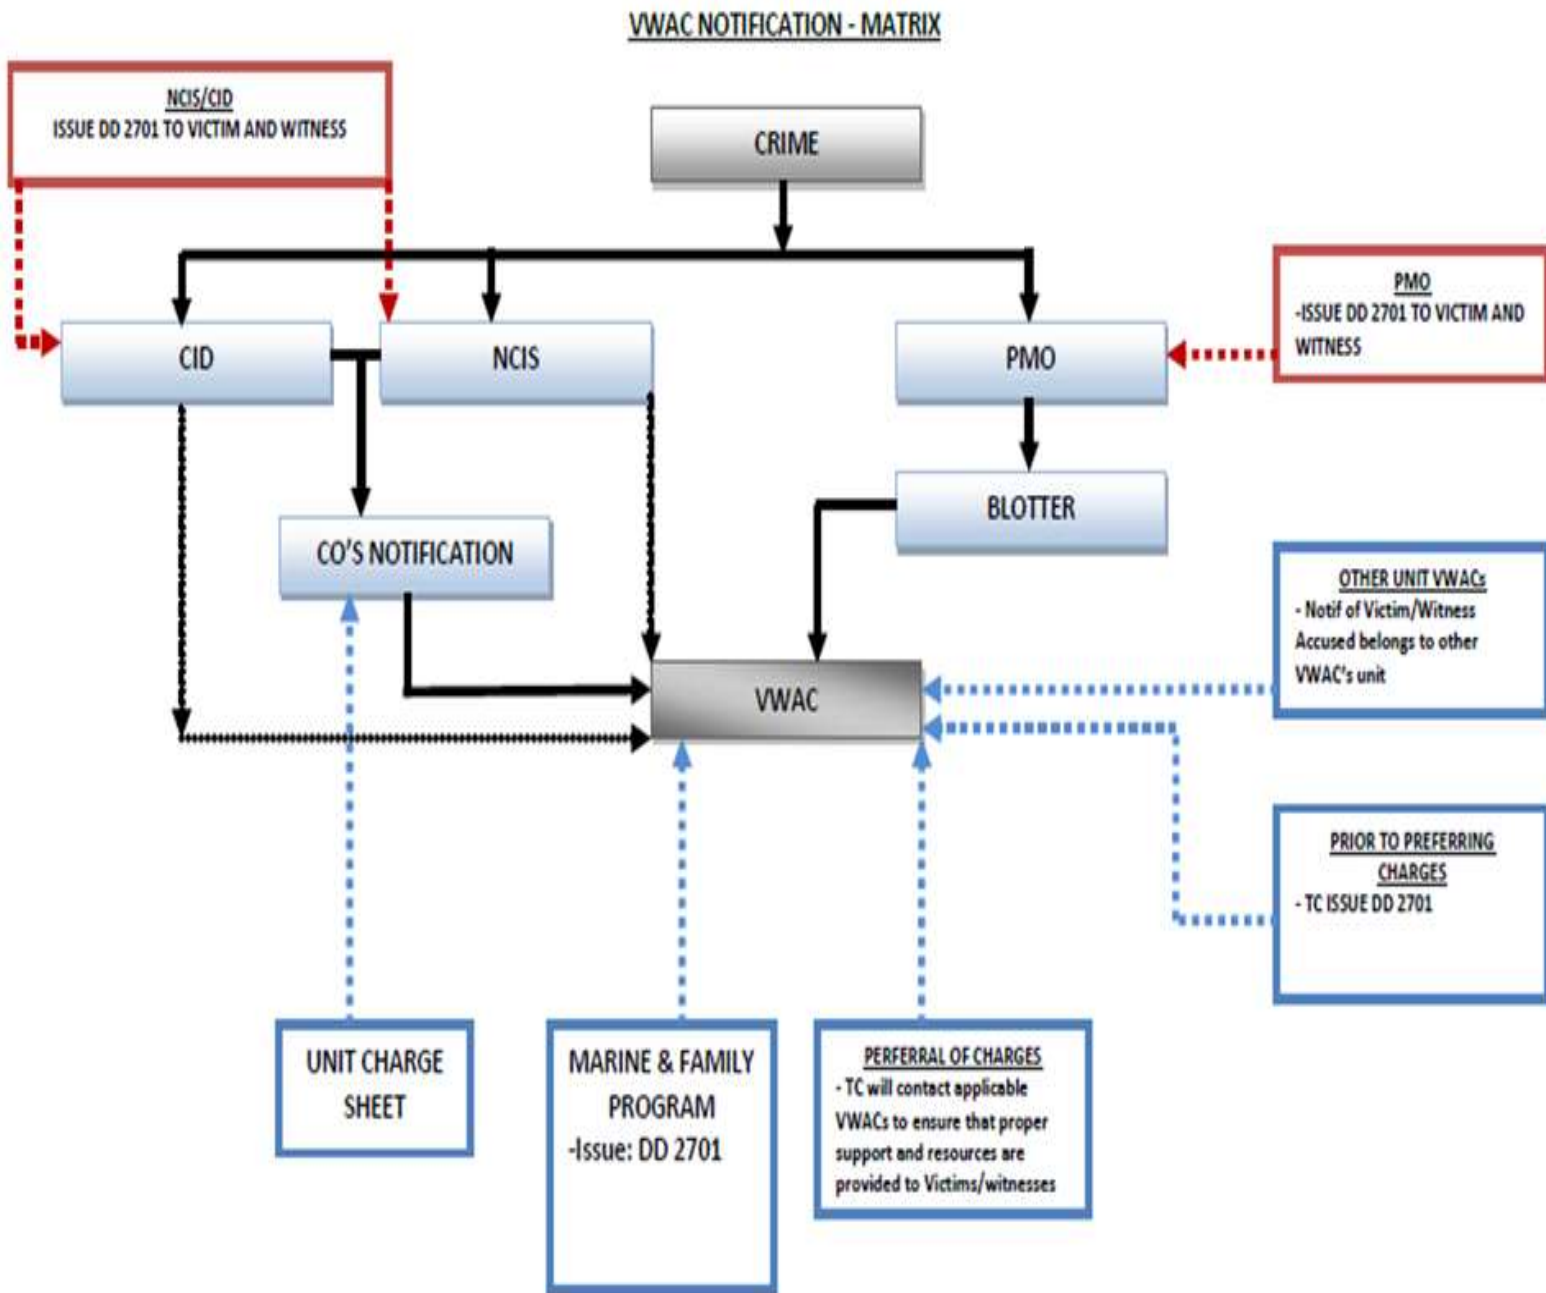 VWAC NOTIFICATION - MATRIX
NCIS/CID
ISSUE DD 2701 TO VICTIM AND WITNESS
CRIME
PMO
-ISSUE DD 2701 TO VICTIM AND
WITNESS
CID
NCIS
PMO
BLOTTER
CO'S NOTIFICATION
OTHER UNIT VWACs
- Notif of Victim/Witness
Accused belongs to other
VWAC's unit
VWAC
PRIOR TO PREFERRING
CHARGES
- TC ISSUE DD 2701
UNIT CHARGE
SHEET
MARINE & FAMILY
PROGRAM
-Issue: DD 2701
PERFERRAL OF CHARGES
- TC will contact applicable
VWACs to ensure that proper
support and resources are
provided to Victims/witnesses